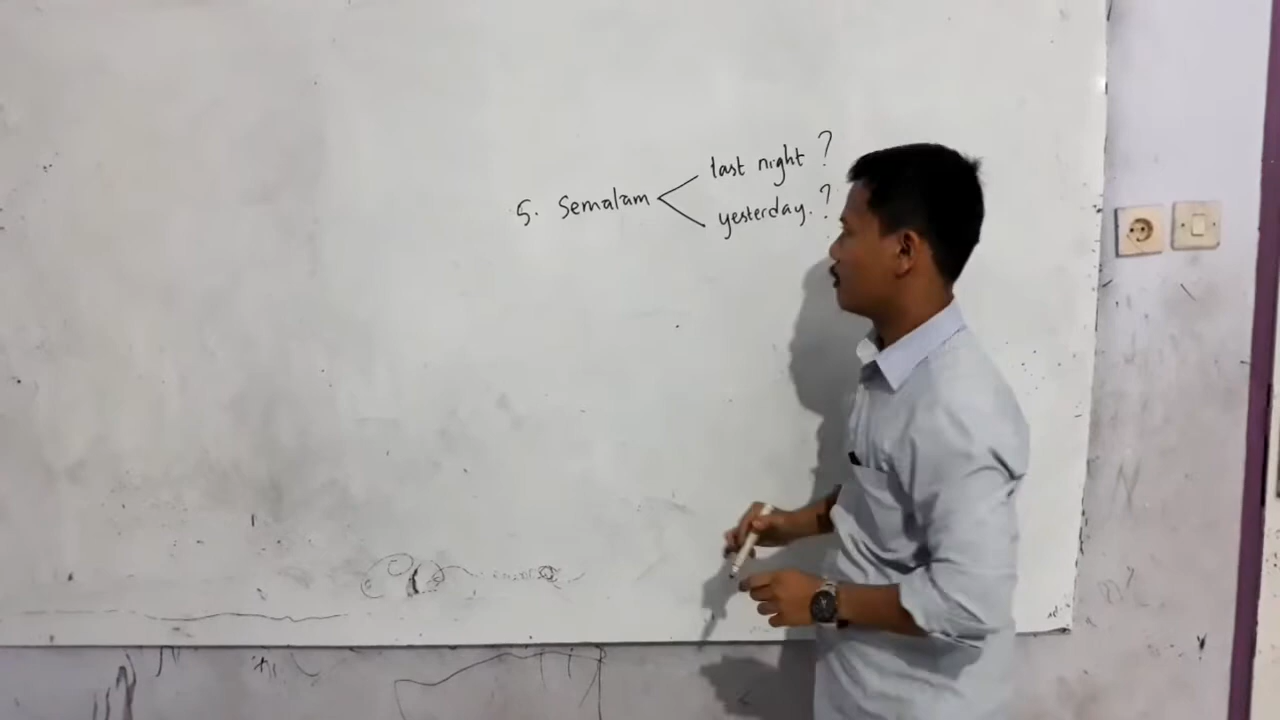 5. Semalam
last night ?
yesterday. ?